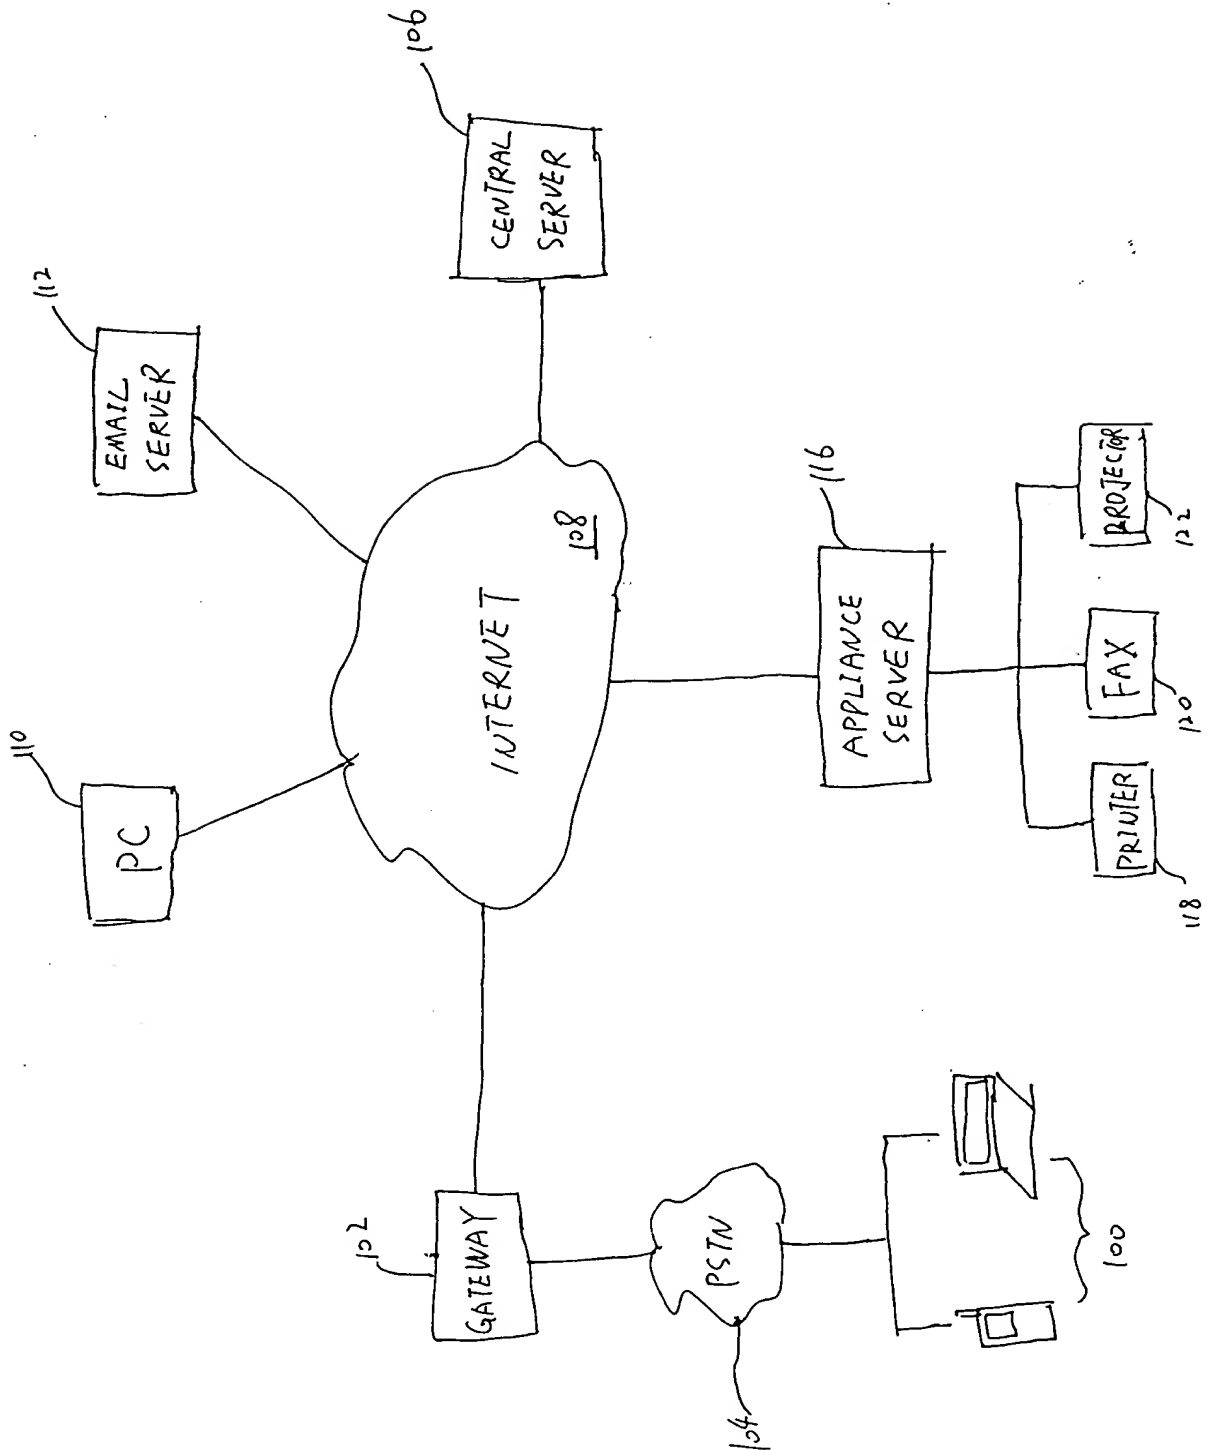 110
PC
112
EMAIL
SERVER
106
CENTRAL
SERVER
INTERNET
108
102
GATEWAY
104
PSTN
100
116
APPLIANCE
SERVER
PRINTER
118
FAX
120
PROJECTOR
122